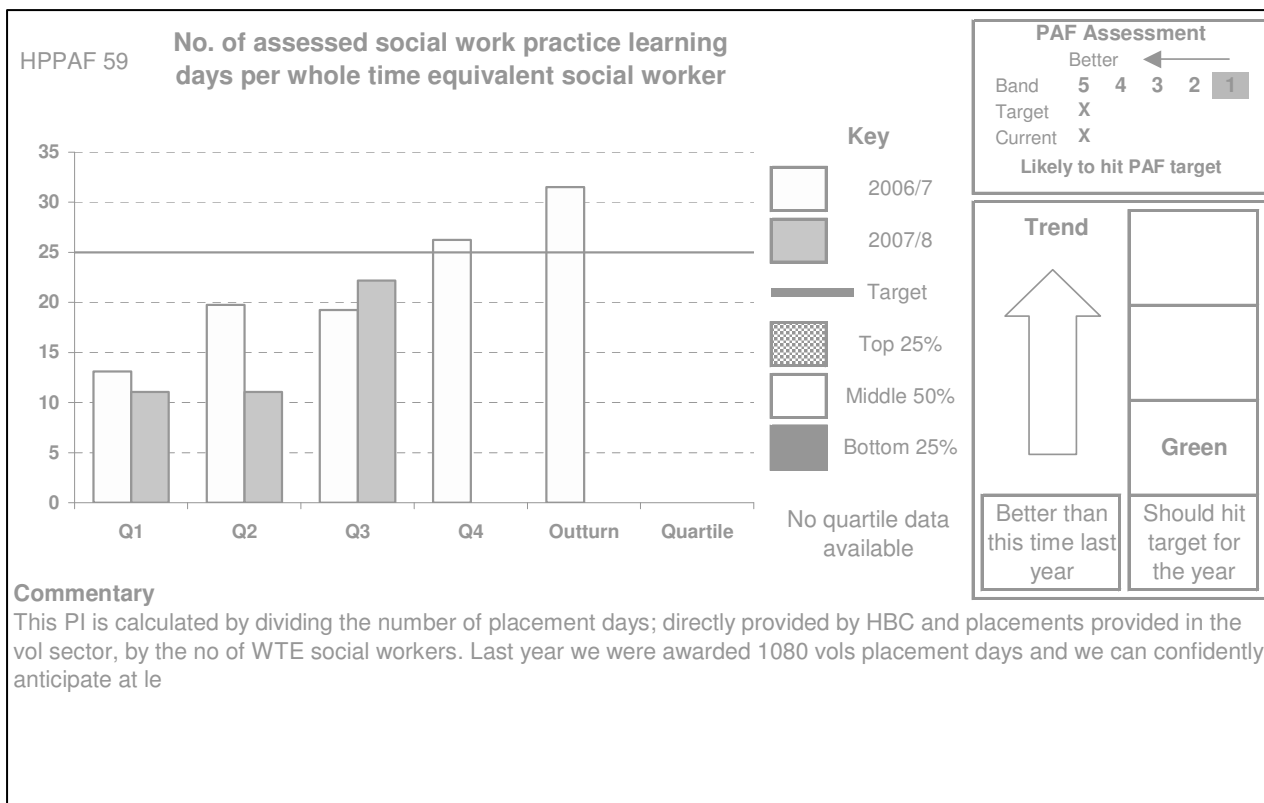 HPPAF 59
No. of assessed social work practice learning
days per whole time equivalent social worker
35
30
25
20
15
10
5
0
Q1
Q2
Q3
Q4
Outturn
Quartile
Key
2006/7
2007/8
Target
Top 25%
Middle 50%
Bottom 25%
No quartile data
available
PAF Assessment
Better
Band 5 4 3 2 1
Target X
Current X
Likely to hit PAF target
Trend
Green
Better than
this time last
year
Should hit
target for
the year
Commentary
This PI is calculated by dividing the number of placement days; directly provided by HBC and placements provided in the
vol sector, by the no of WTE social workers. Last year we were awarded 1080 vols placement days and we can confidently
anticipate at le